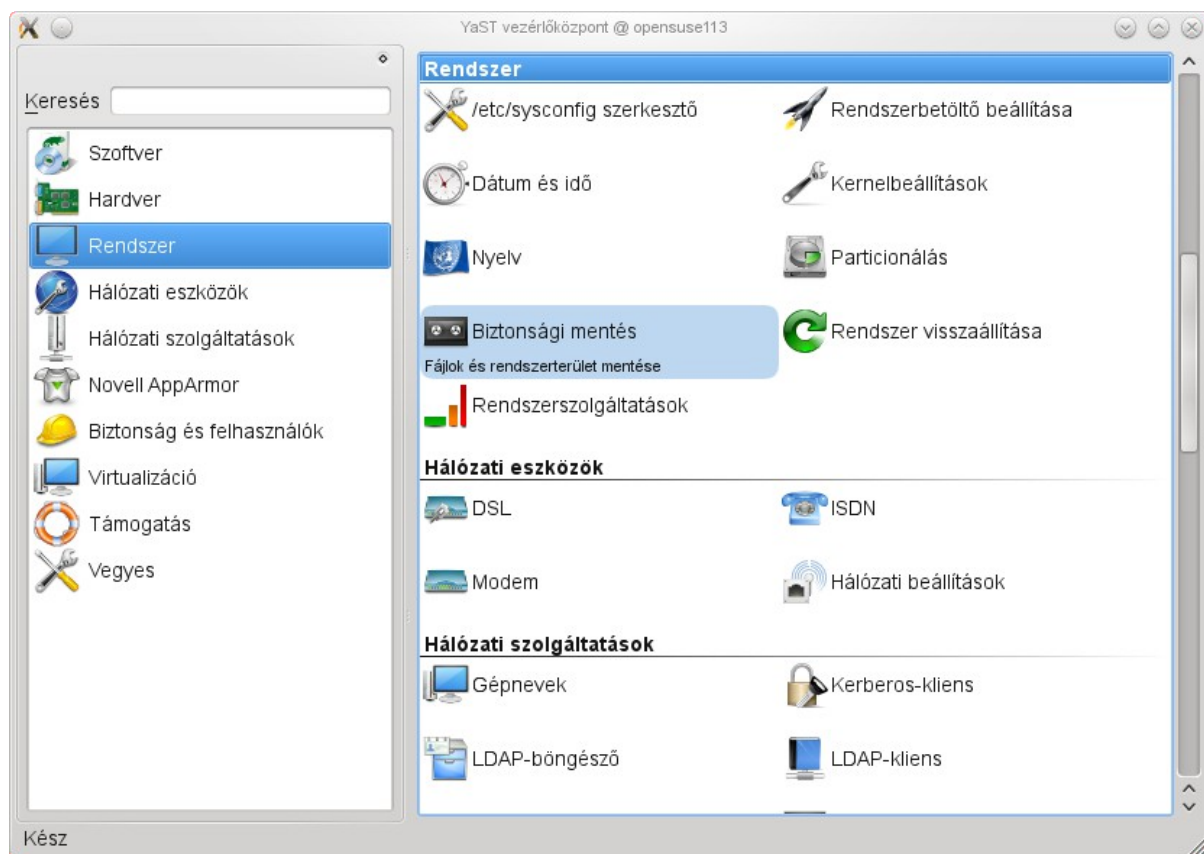 YaST vezérlőközpont @ opensuse113
Keresés
Szoftver
Hardver
Rendszer
Hálózati eszközök
Hálózati szolgáltatások
Novell AppArmor
Biztonság és felhasználók
Virtualizáció
Támogatás
Vegyes
Rendszer
/etc/sysconfig szerkesztő
Rendszerbetöltő beállítása
Dátum és idő
Kernelbeállítások
Nyelv
Particionálás
Biztonsági mentés
Fájlok és rendszerterület mentése
Rendszer visszaállítása
Rendszerszolgáltatások
Hálózati eszközök
DSL
ISDN
Modem
Hálózati beállítások
Hálózati szolgáltatások
Gépnevek
Kerberos-kliens
LDAP-böngésző
LDAP-kliens
Kész